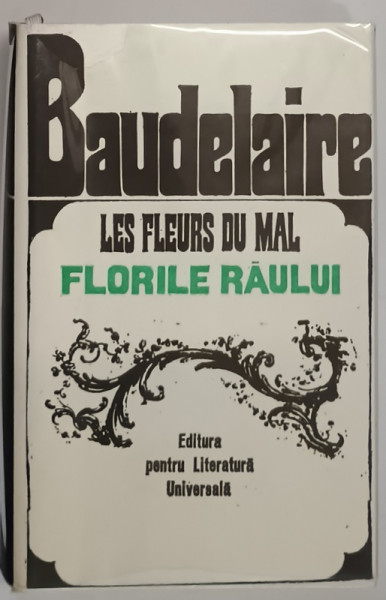 Baudelaire
LES FLEURS DU MAL
FLORILE RĂULUI
Editura
pentru Literatură
Universală